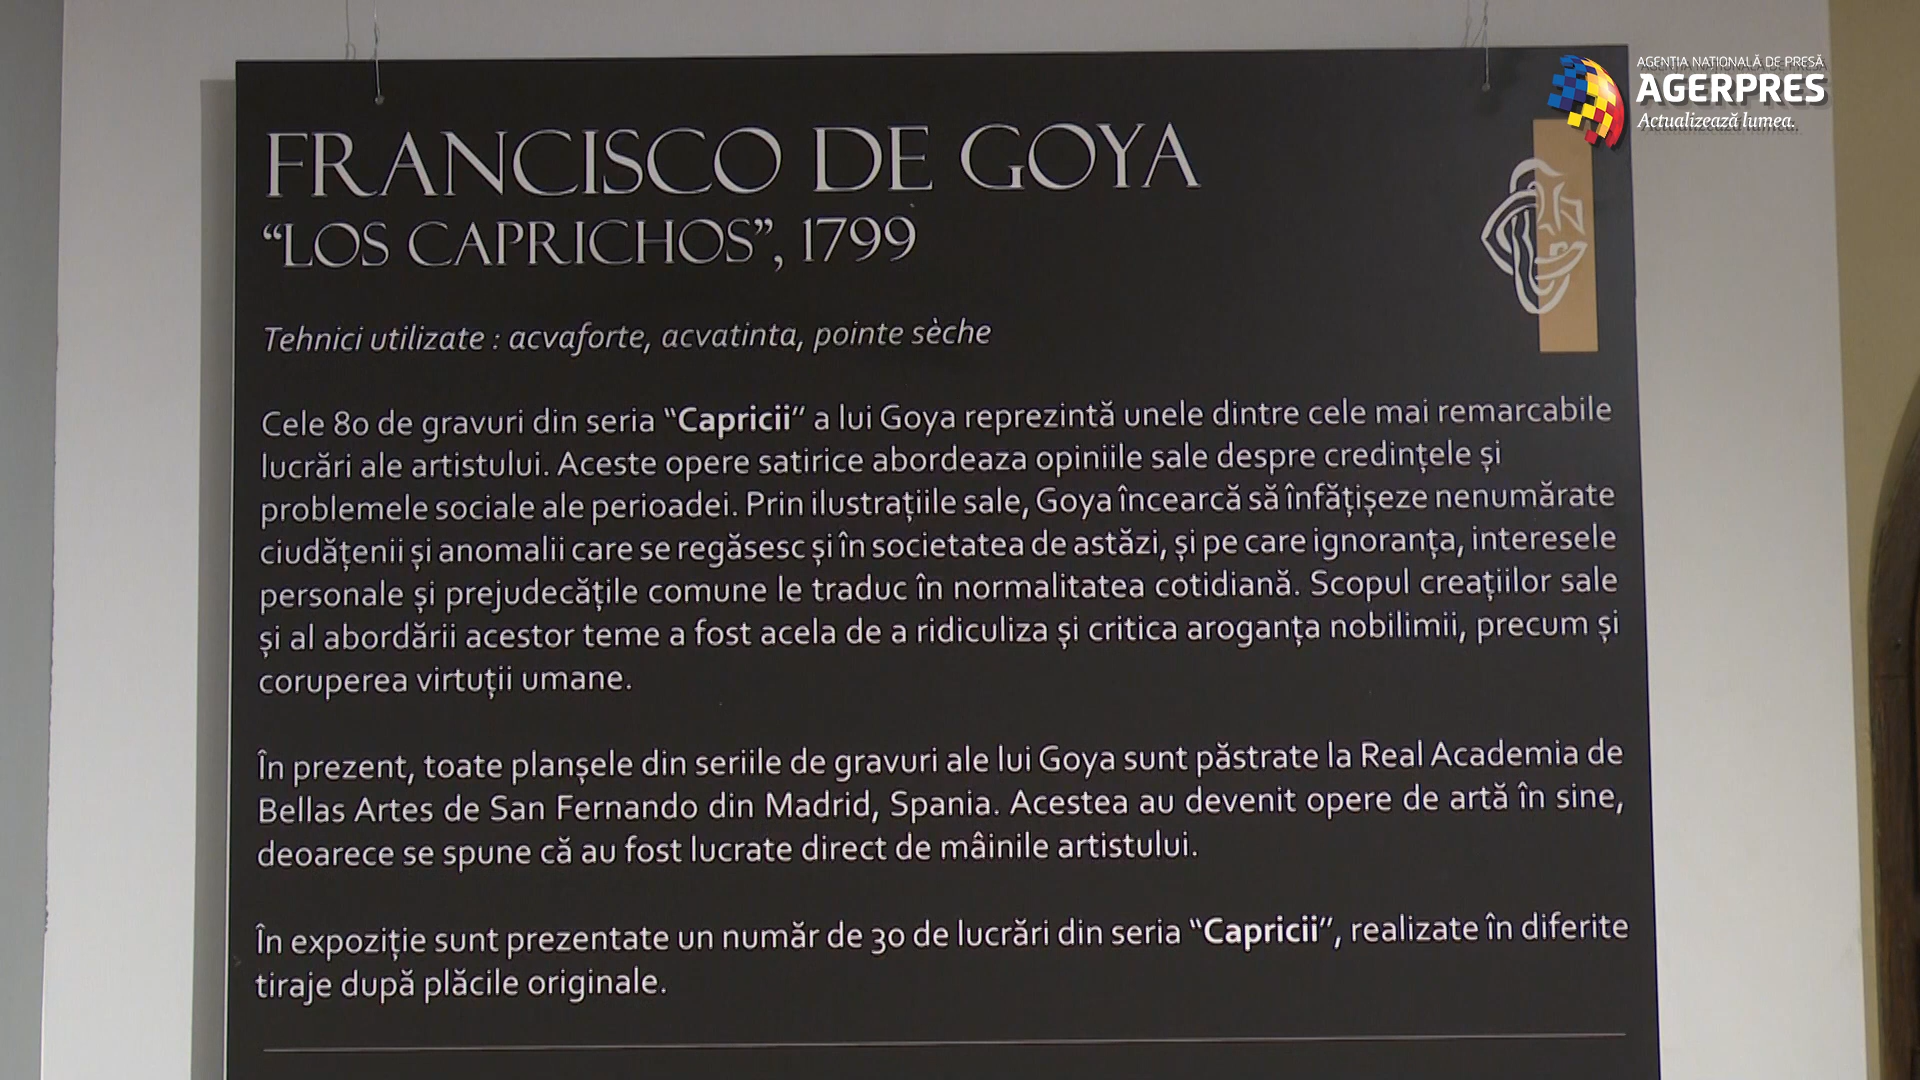 AGENȚIA NAȚIONALĂ DE PRESĂ
AGERPRES
Actualizează lumea.
FRANCISCO DE GOYA
“LOS CAPRICHOS”, 1799
Tehnici utilizate : acvaforte, acvatinta, pointe sèche
Cele 80 de gravuri din seria “Capricii” a lui Goya reprezintă unele dintre cele mai remarcabile
lucrări ale artistului. Aceste opere satirice abordeaza opiniile sale despre credințele și
problemele sociale ale perioadei. Prin ilustrațiile sale, Goya încearcă să înfățișeze nenumărate
ciudățenii și anomalii care se regăsesc și în societatea de astăzi, și pe care ignoranța, interesele
personale și prejudecățile comune le traduc în normalitatea cotidiană. Scopul creațiilor sale
și al abordării acestor teme a fost acela de a ridiculiza și critica aroganța nobilimii, precum și
coruperea virtuții umane.
În prezent, toate planșele din seriile de gravuri ale lui Goya sunt păstrate la Real Academia de
Bellas Artes de San Fernando din Madrid, Spania. Acestea au devenit opere de artă în sine,
deoarece se spune că au fost lucrate direct de mâinile artistului.
În expoziție sunt prezentate un număr de 30 de lucrări din seria “Capricii”, realizate în diferite
tiraje după plăcile originale.